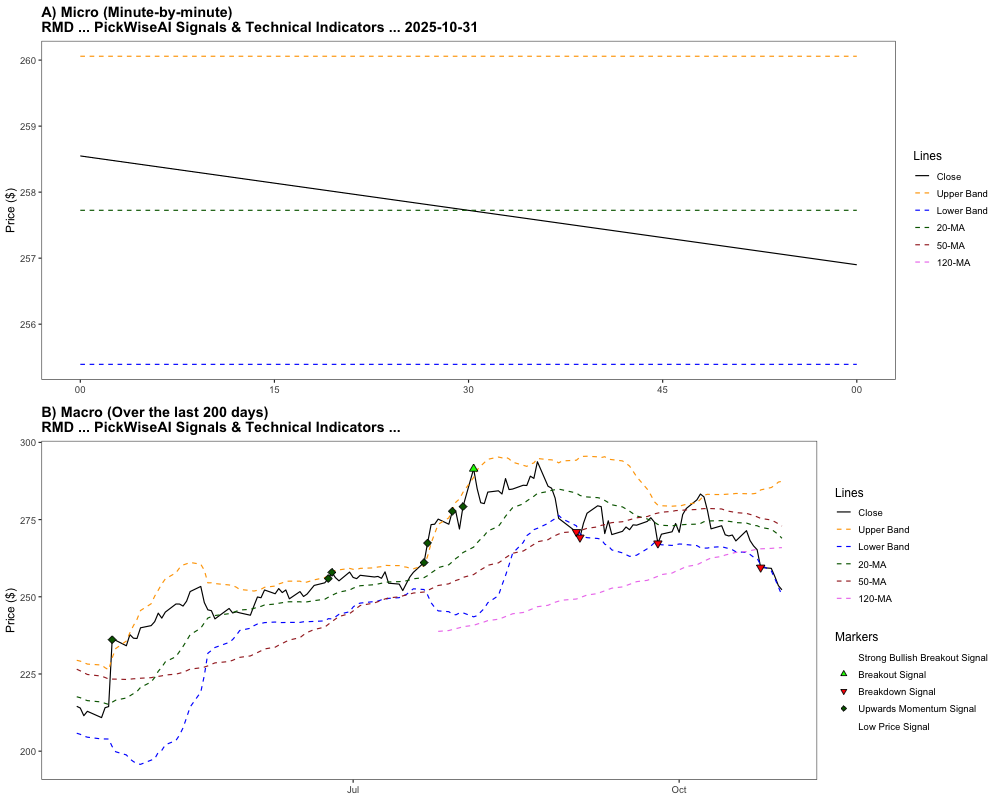 A) Micro (Minute-by-minute)
RMD ... PickWiseAI Signals & Technical Indicators ... 2025-10-31
Price ($)
260
259
258
257
256
00
15
30
45
00
Lines
Close
Upper Band
Lower Band
20-MA
50-MA
120-MA
B) Macro (Over the last 200 days)
RMD ... PickWiseAI Signals & Technical Indicators ...
Price ($)
300
275
250
225
200
Jul
Oct
Lines
Close
Upper Band
Lower Band
20-MA
50-MA
120-MA
Markers
Strong Bullish Breakout Signal
Breakout Signal
Breakdown Signal
Upwards Momentum Signal
Low Price Signal